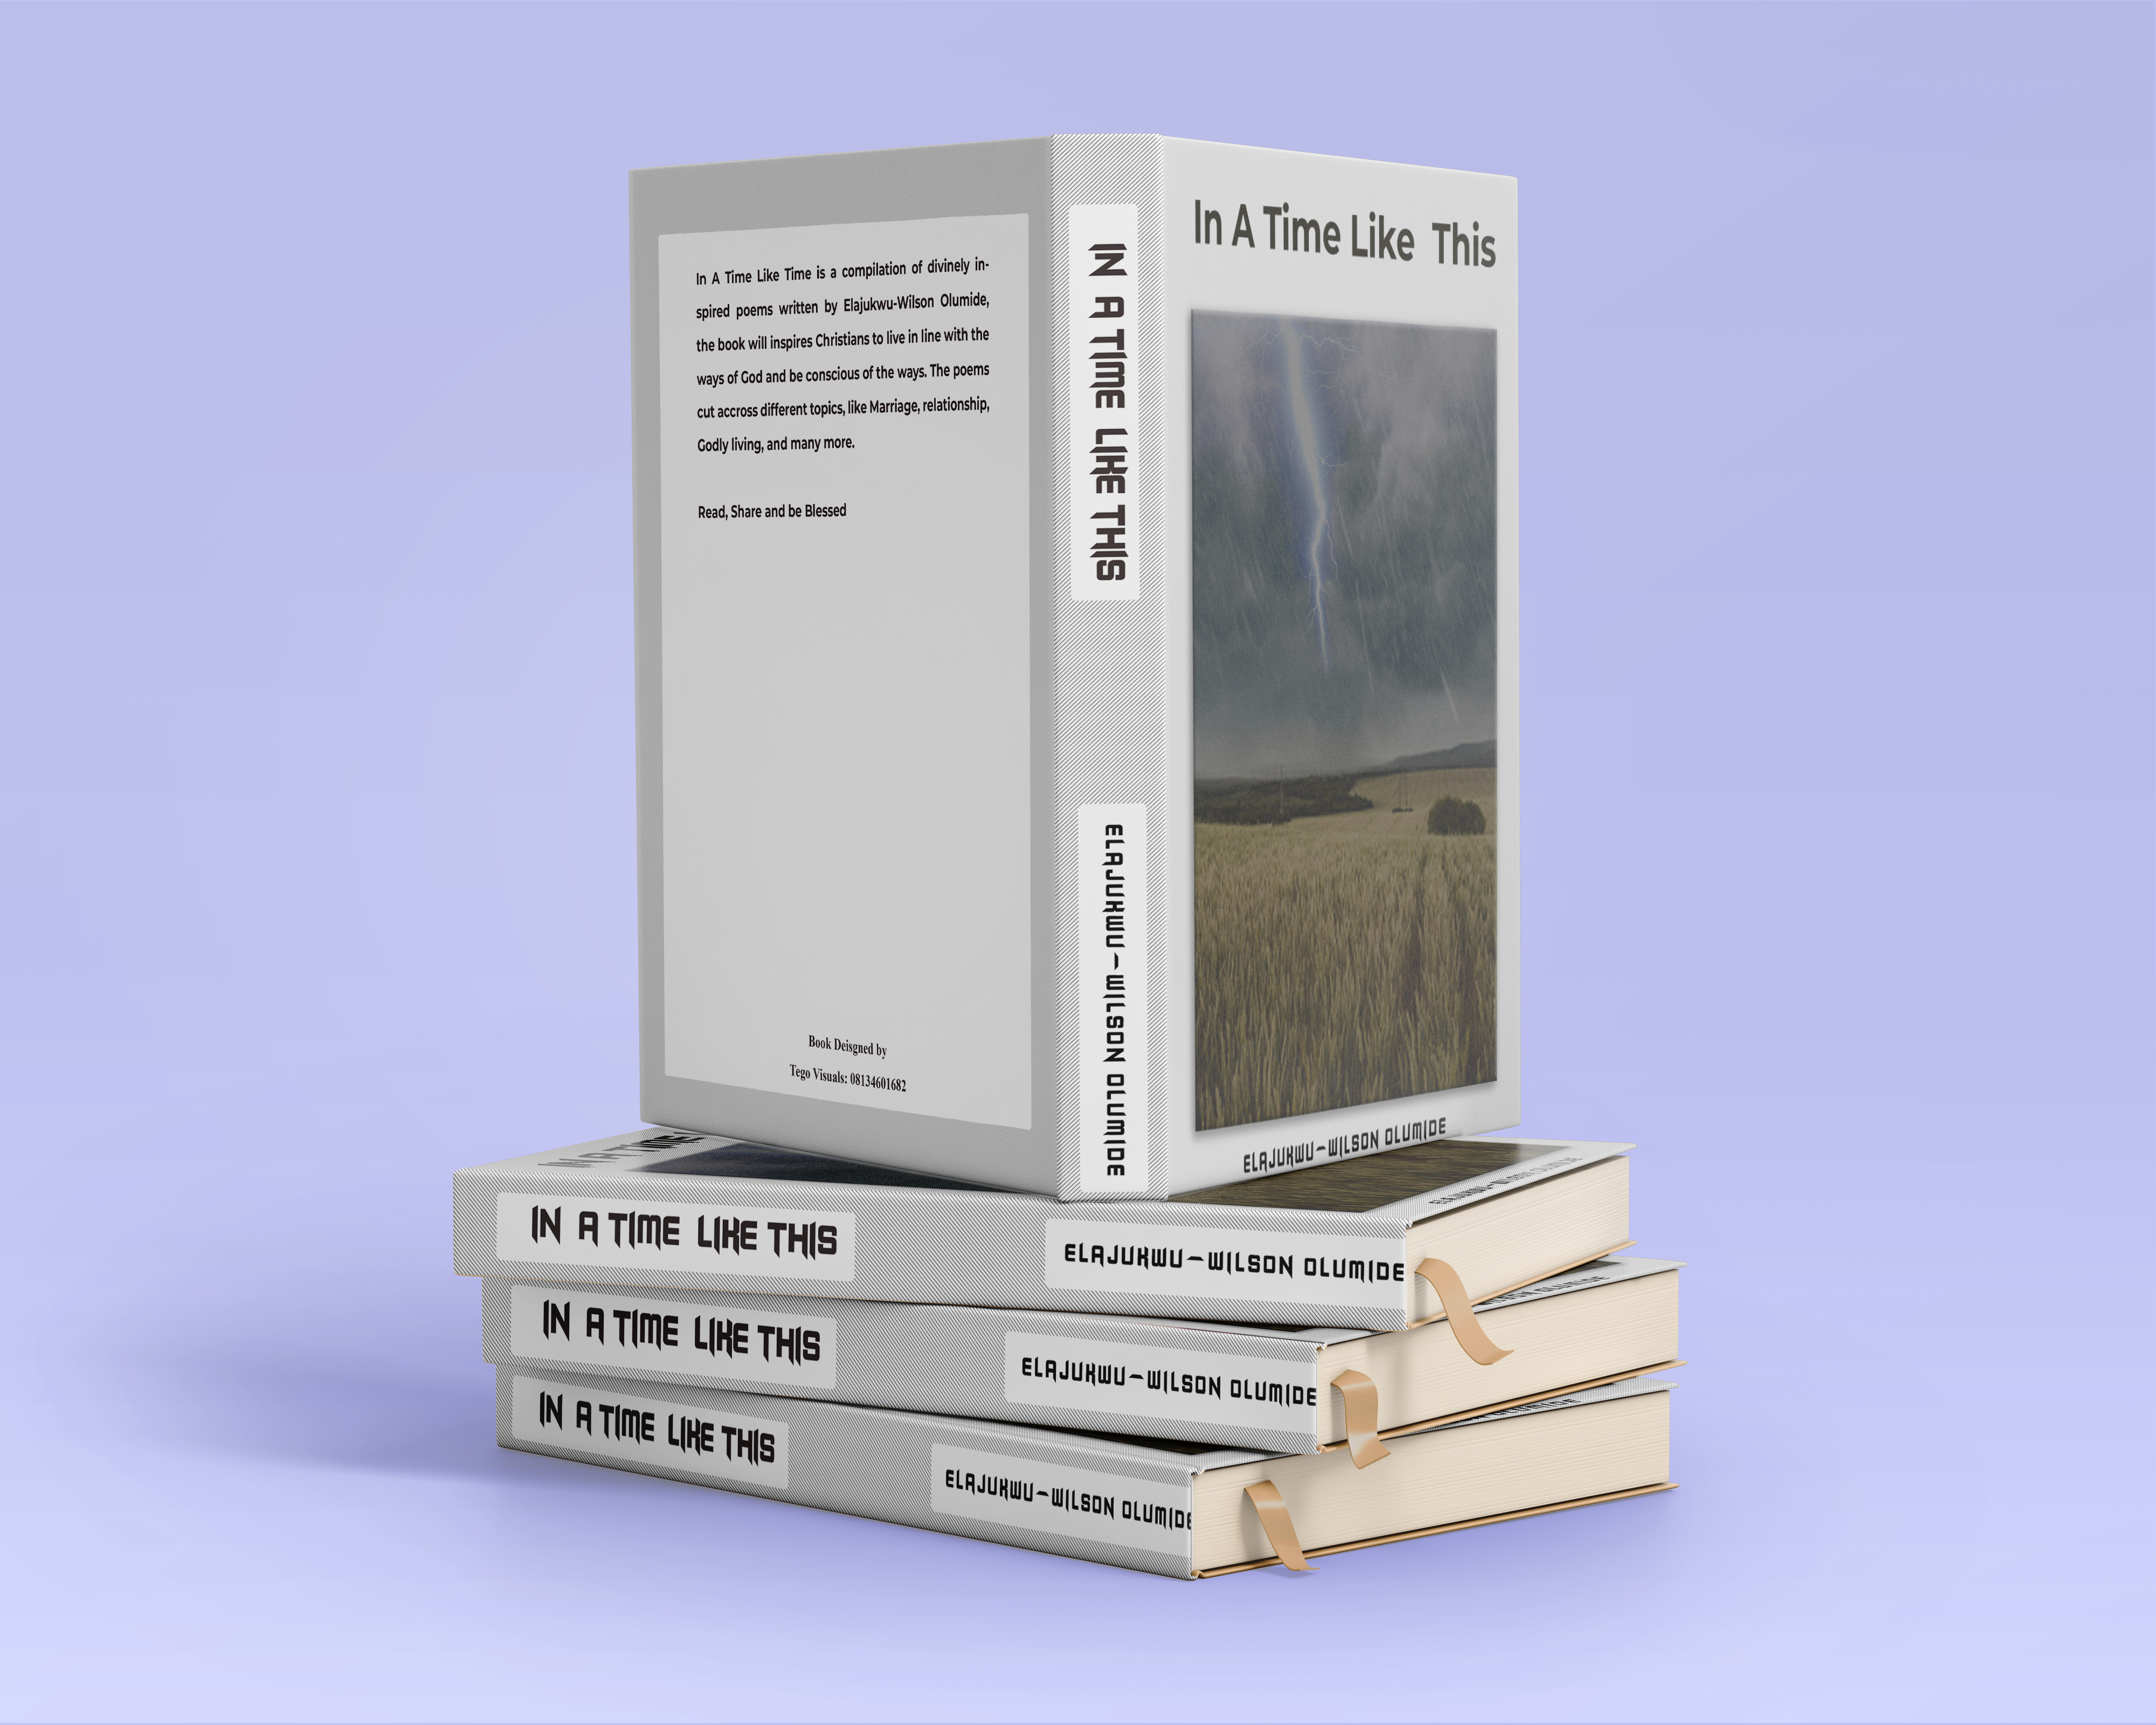 In A Time Like Time is a compilation of divinely in-
spired poems written by Elajukwu-Wilson Olumide,
the book will inspires Christians to live in line with the
ways of God and be conscious of the ways. The poems
cut accross different topics, like Marriage, relationship,
Godly living, and many more.
Read, Share and be Blessed
Book Deisgned by
Tego Visuals: 08134601682
IN A TIME LIKE THIS
ELAJUKWU-WILSON OLUMIDE
In A Time Like This
ELAJUKWU-WILSON OLUMIDE
IN A TIME
IN A TIME LIKE THIS
ELAJUKWU-WILSON OLUMIDE
IN A TIME LIKE THIS
ELAJUKWU-WILSON OLUMIDE
IN A TIME LIKE THIS
ELAJUKWU-WILSON OLUMIDE